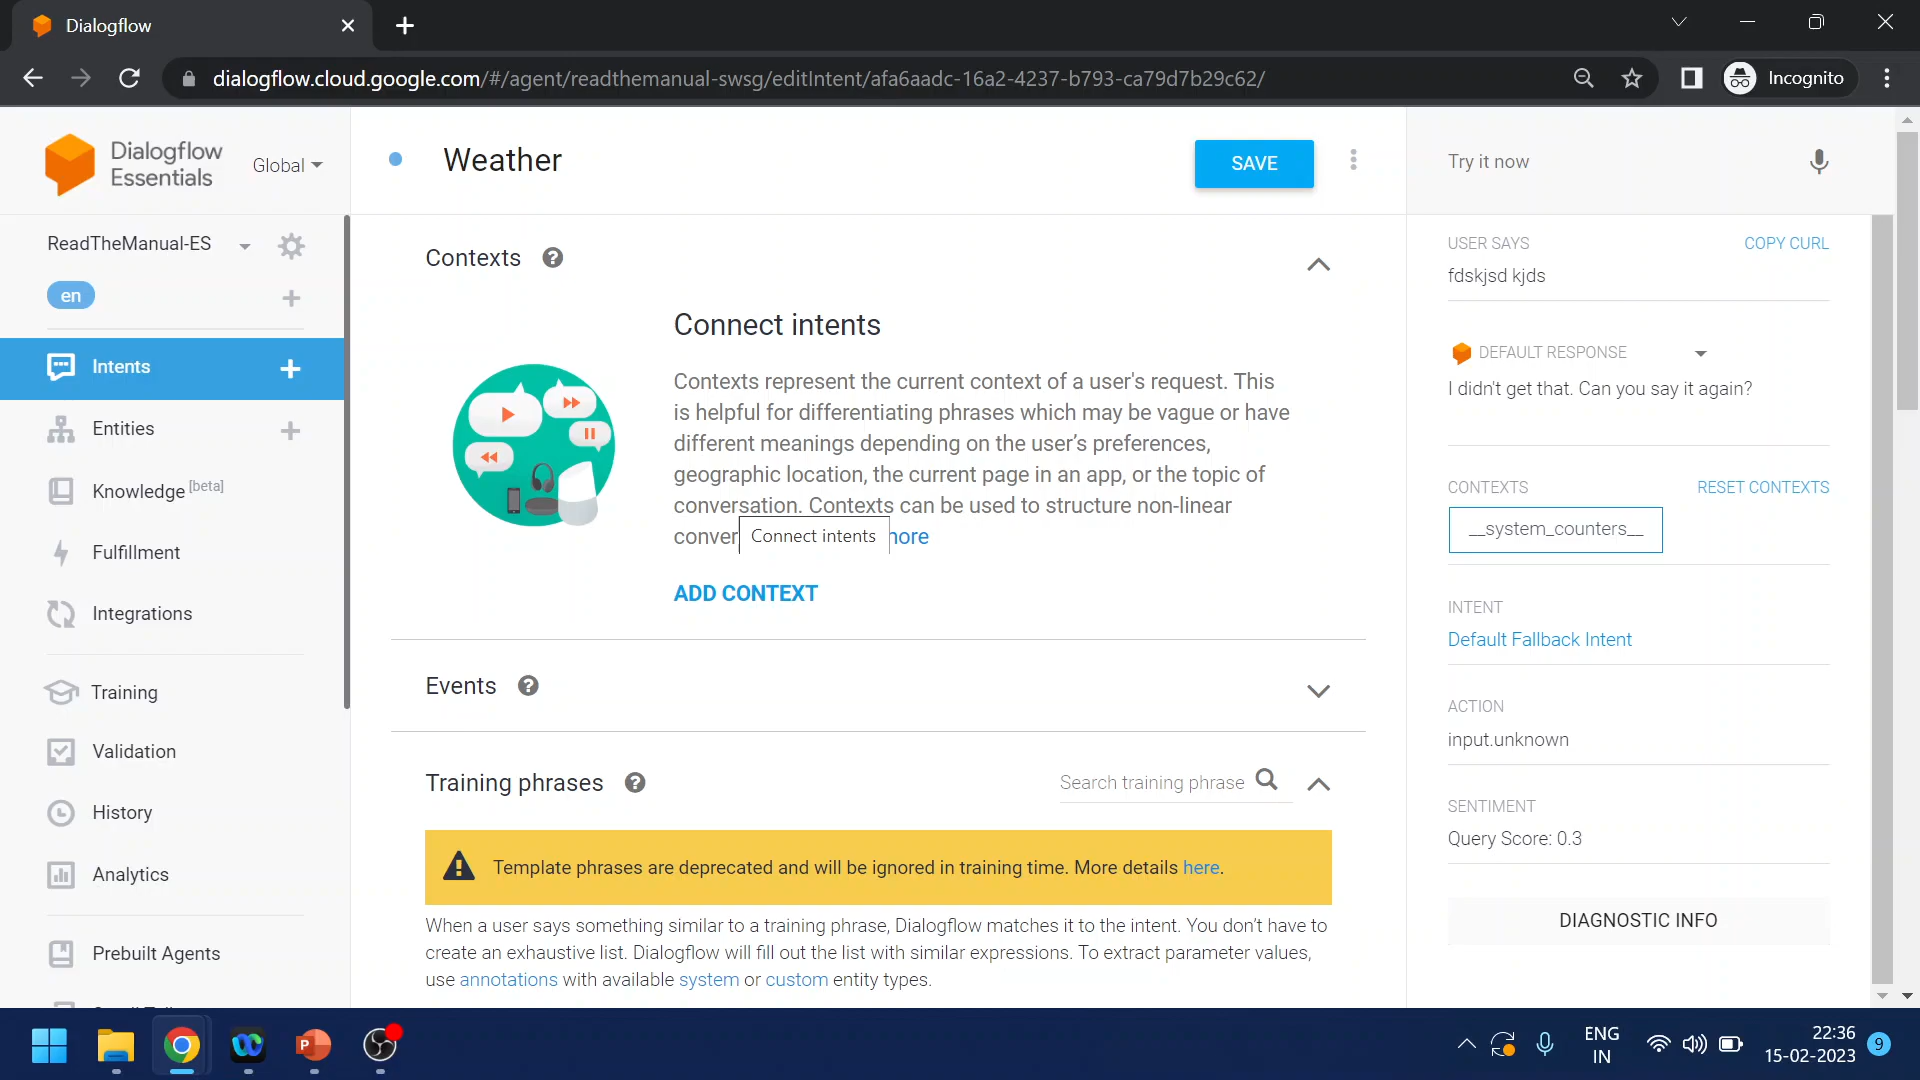 Dialogflow
dialogflow.cloud.google.com/#/agent/readthemanual-swsg/editIntent/afa6aadc-16a2-4237-b793-ca79d7b29c62/
Incognito
Dialogflow
Essentials
Global
Weather
SAVE
Try it now
ReadTheManual-ES
en
Intents
Entities
Knowledge [beta]
Fulfillment
Integrations
Training
Validation
History
Analytics
Prebuilt Agents
Contexts
Connect intents
Contexts represent the current context of a user's request. This
is helpful for differentiating phrases which may be vague or have
different meanings depending on the user's preferences,
geographic location, the current page in an app, or the topic of
conversation. Contexts can be used to structure non-linear
conver
Connect intents
more
ADD CONTEXT
Events
Training phrases
Search training phrase
Template phrases are deprecated and will be ignored in training time. More details here.
When a user says something similar to a training phrase, Dialogflow matches it to the intent. You don't have to
create an exhaustive list. Dialogflow will fill out the list with similar expressions. To extract parameter values,
use annotations with available system or custom entity types.
USER SAYS
COPY CURL
fdskjsd kjds
DEFAULT RESPONSE
I didn't get that. Can you say it again?
CONTEXTS
RESET CONTEXTS
__system_counters__
INTENT
Default Fallback Intent
ACTION
input.unknown
SENTIMENT
Query Score: 0.3
DIAGNOSTIC INFO
ENG
IN
22:36
15-02-2023
9